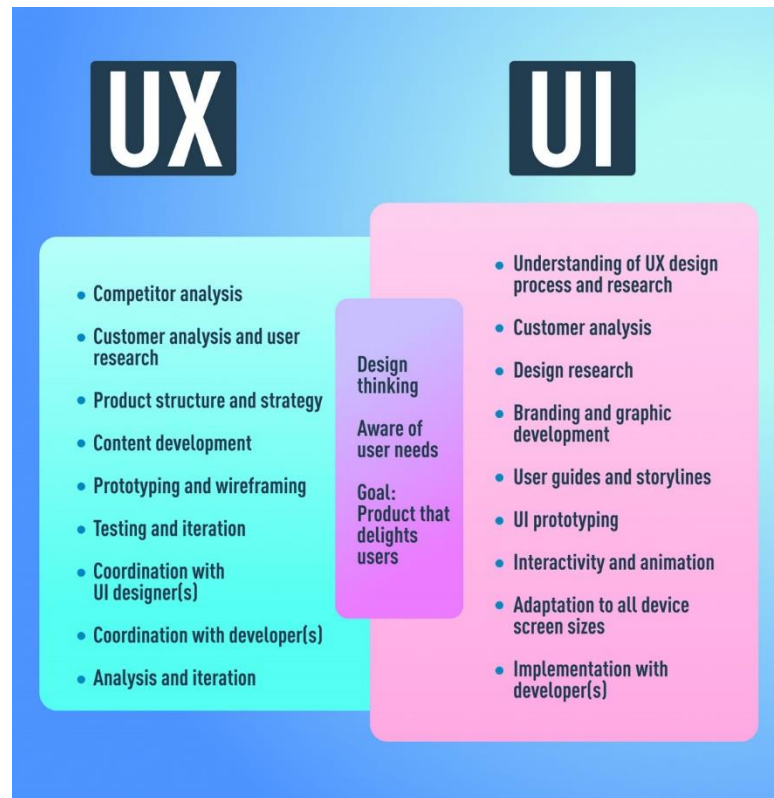 UX
UI
• Competitor analysis
• Customer analysis and user
research
• Product structure and strategy
• Content development
• Prototyping and wireframing
• Testing and iteration
• Coordination with
UI designer(s)
• Coordination with developer(s)
• Analysis and iteration
Design
thinking
Aware of
user needs
Goal:
Product that
delights
users
• Understanding of UX design
process and research
• Customer analysis
• Design research
• Branding and graphic
development
• User guides and storylines
• UI prototyping
• Interactivity and animation
• Adaptation to all device
screen sizes
• Implementation with
developer(s)